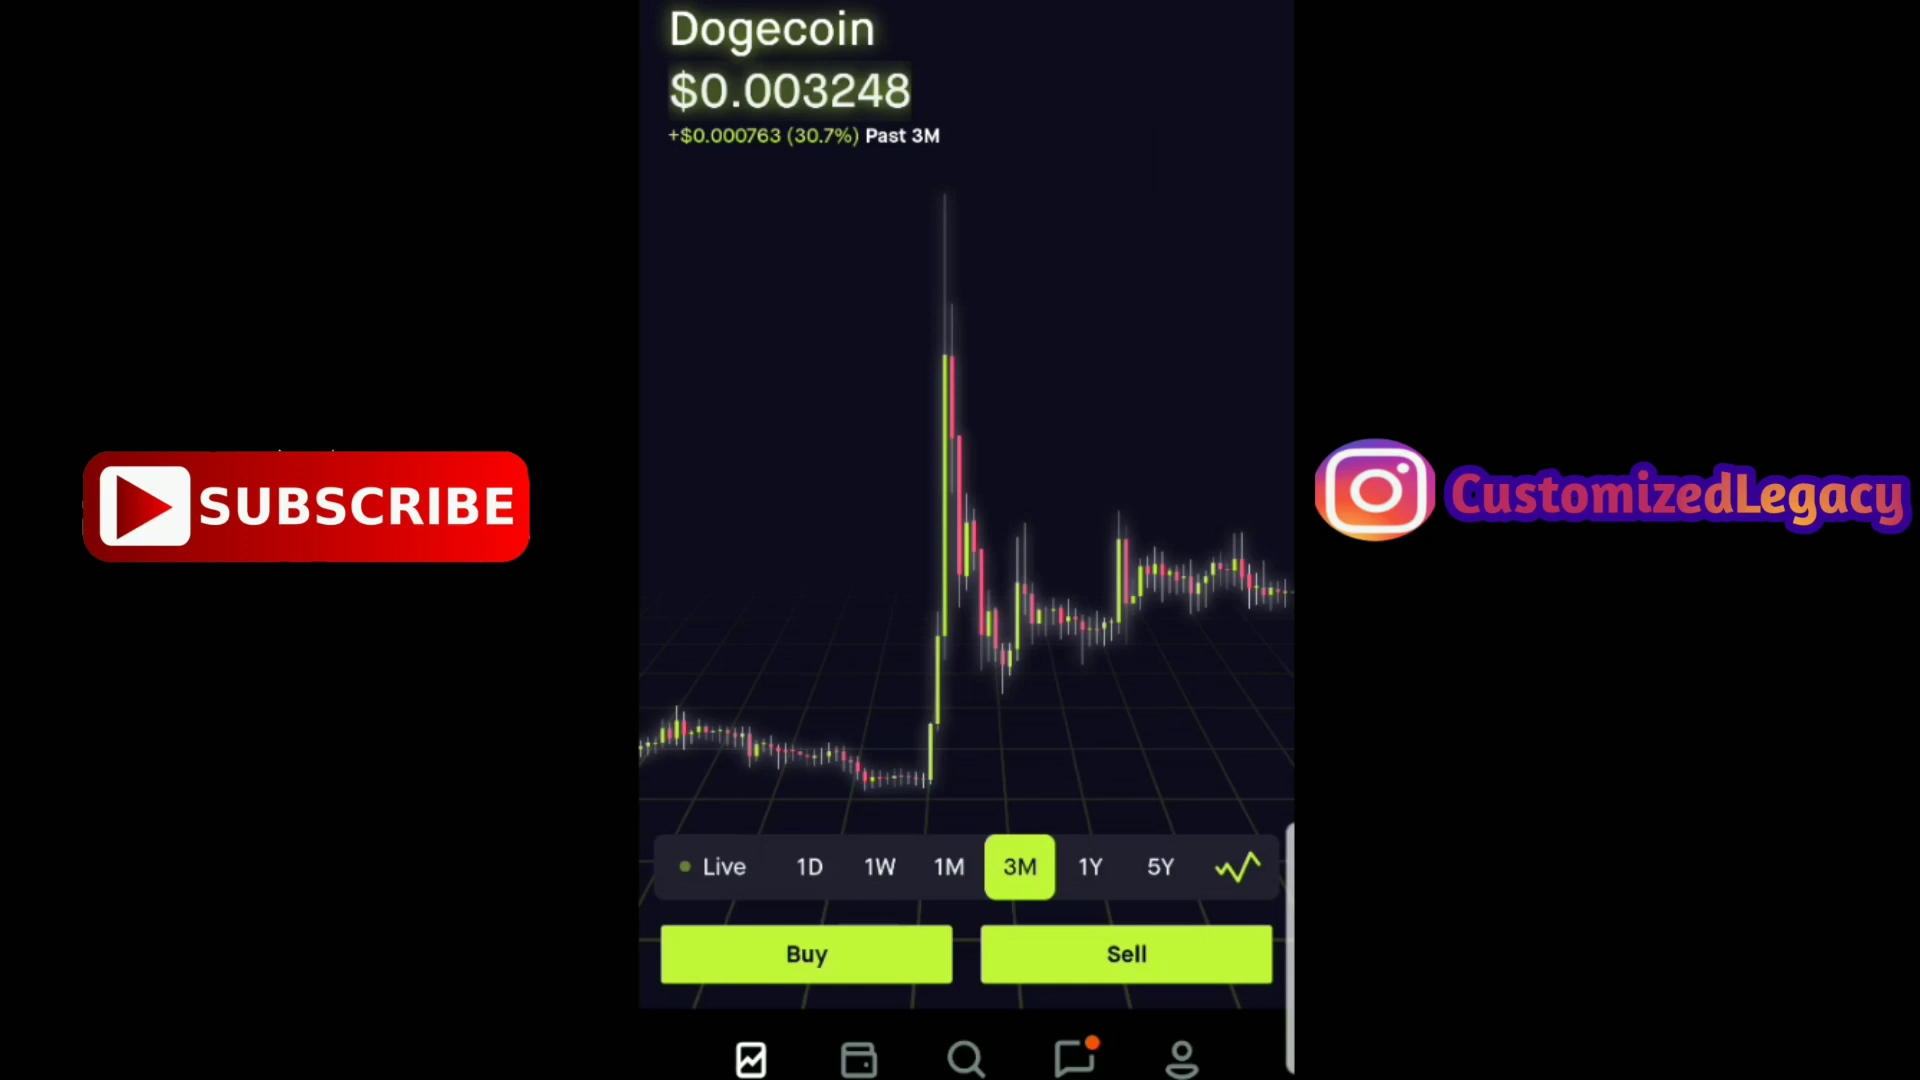 Dogecoin
$0.003248
+$0.000763 (30.7%) Past 3M
SUBSCRIBE
CustomizedLegacy
Live 1D 1W 1M 3M 1Y 5Y
Buy Sell